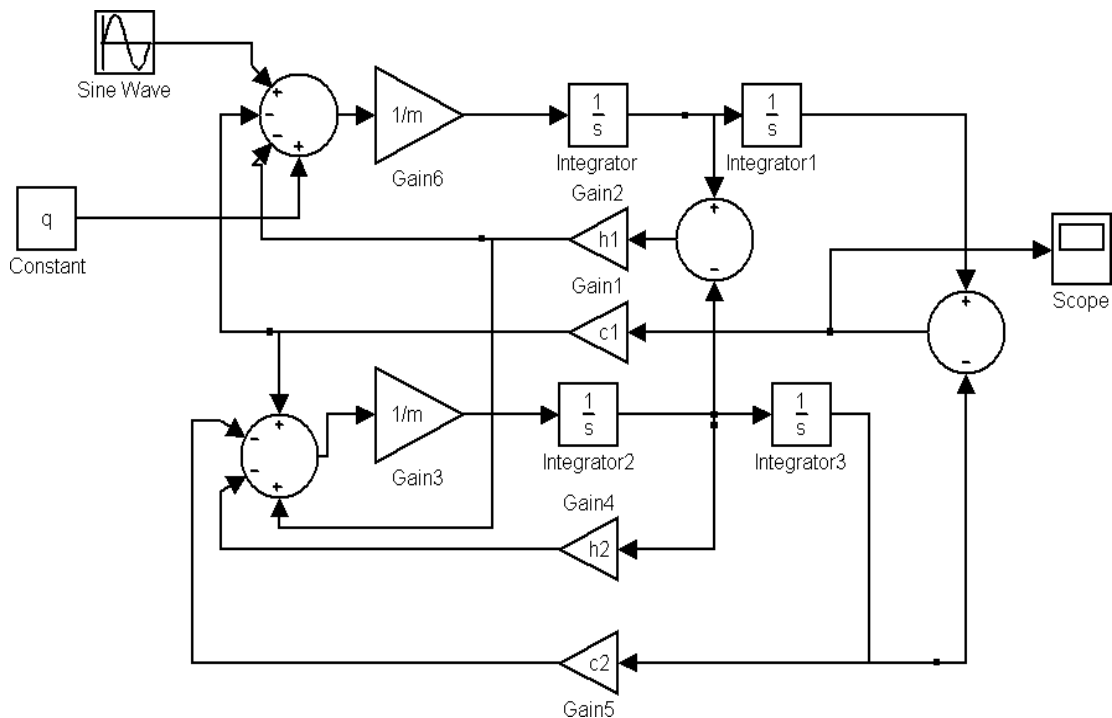 Sine Wave
+
-
-
+
1/m
Gain6
1
s
Integrator
1
s
Integrator1
q
Constant
Gain2
h1
+
-
Scope
Gain1
c1
+
-
-
+
-
+
1/m
Gain3
1
s
Integrator2
1
s
Integrator3
Gain4
h2
c2
Gain5